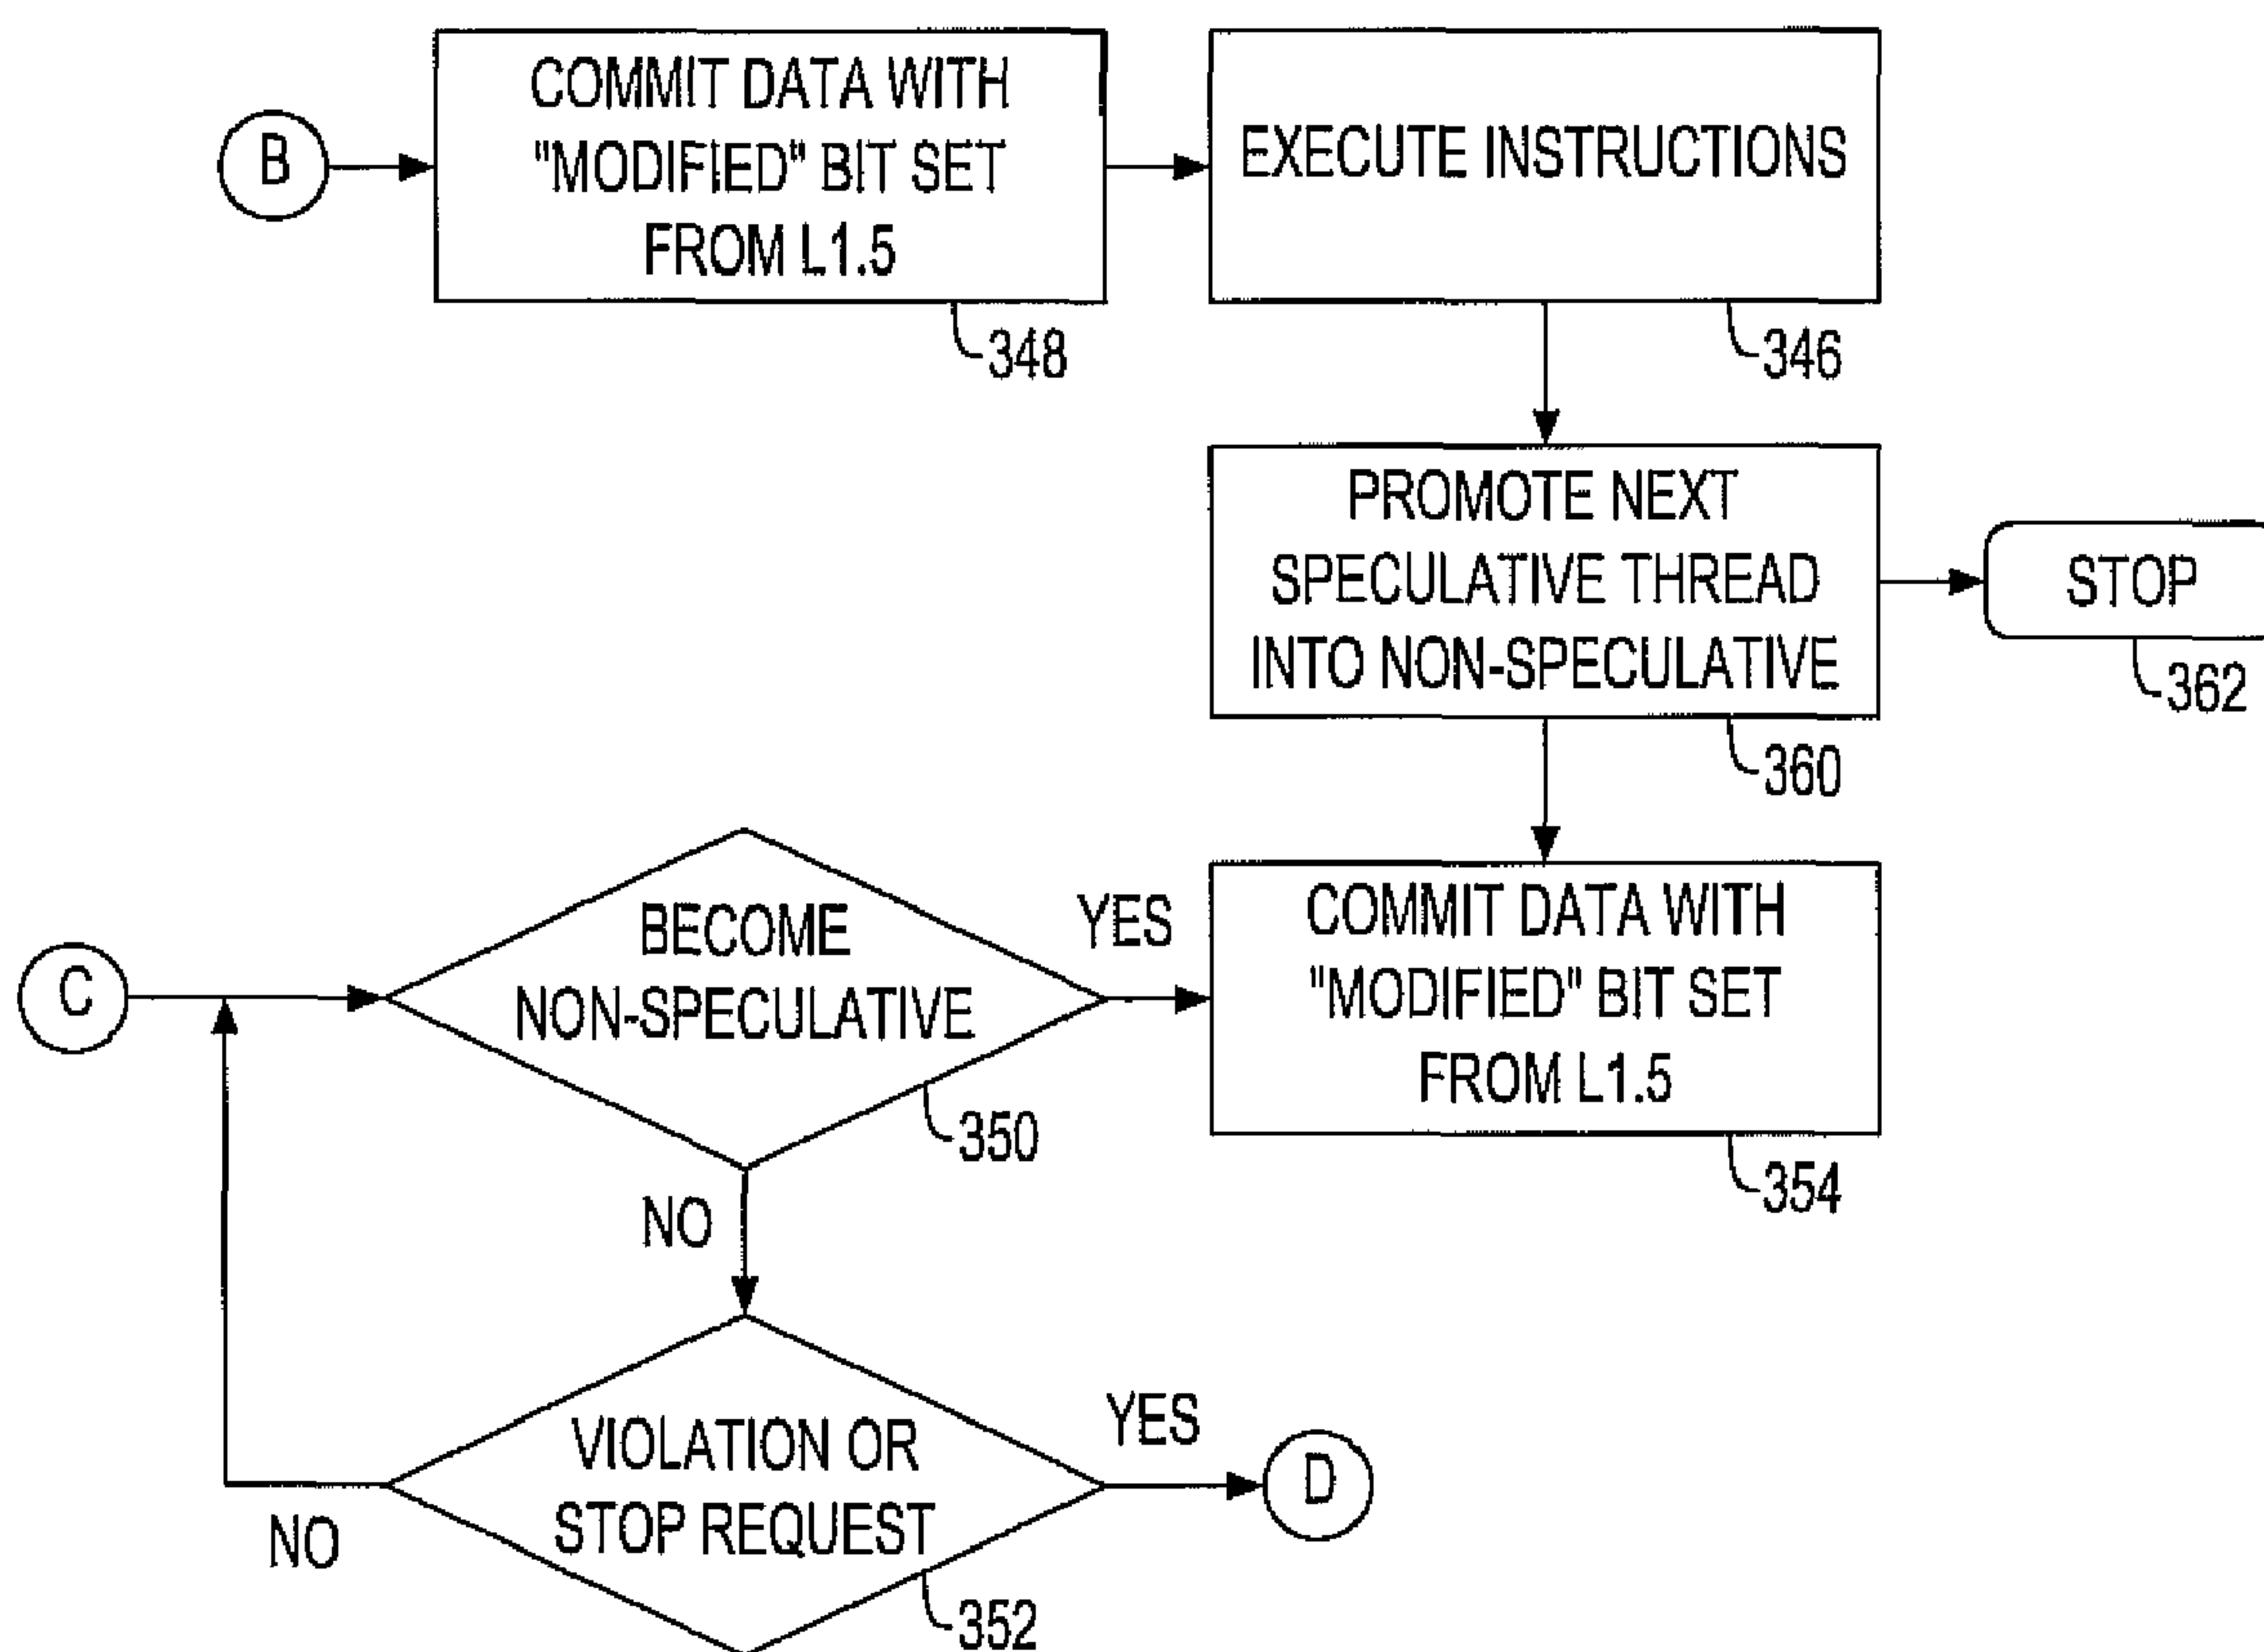 B
COMMIT DATA WITH
"MODIFIED" BIT SET
FROM L1.5
348
EXECUTE INSTRUCTIONS
346
PROMOTE NEXT
SPECULATIVE THREAD
INTO NON-SPECULATIVE
360
STOP
362
C
BECOME
NON-SPECULATIVE
350
YES
NO
COMMIT DATA WITH
"MODIFIED" BIT SET
FROM L1.5
354
VIOLATION OR
STOP REQUEST
352
YES
NO
D